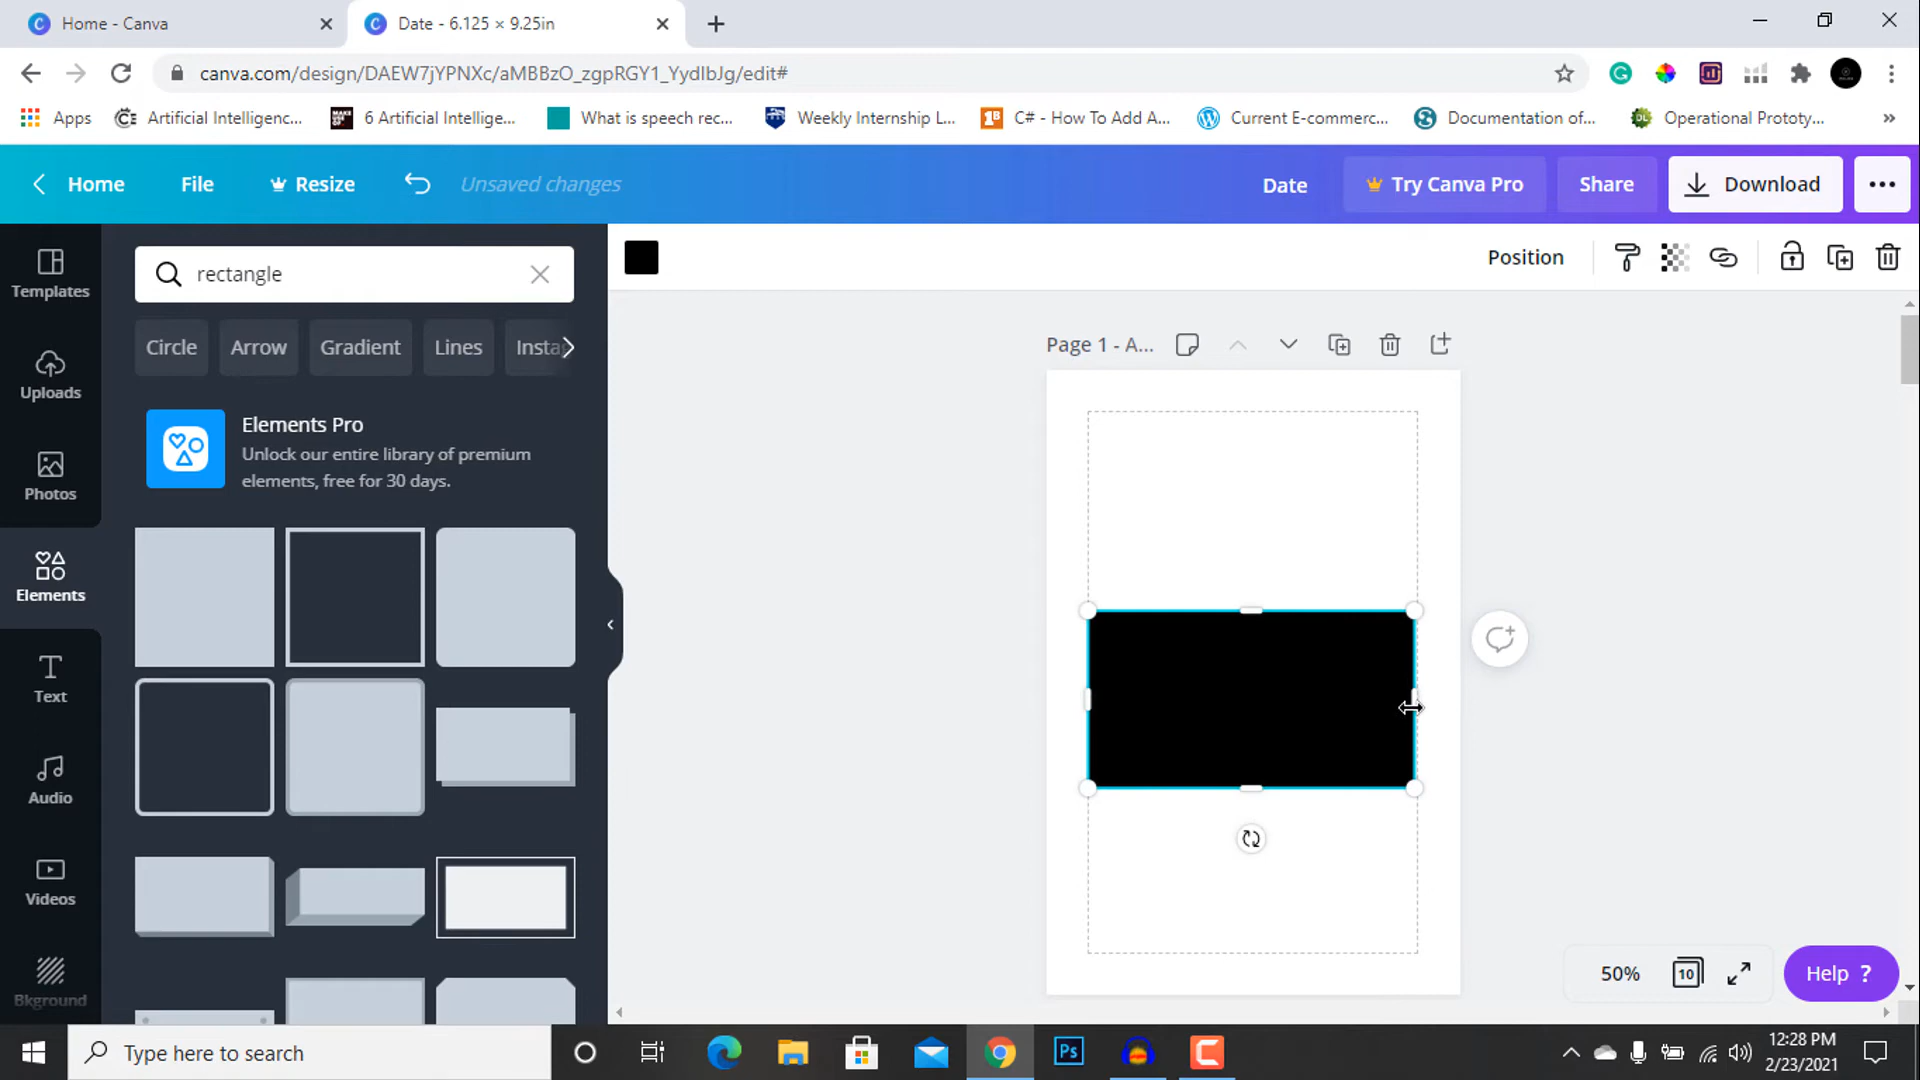 Home - Canva
Date - 6.125 × 9.25in
canva.com/design/DAEW7jYPNXc/aMBBzO_zgpRGY1_YydIbJg/edit#
Apps
Artificial Intelligenc...
6 Artificial Intellige...
What is speech rec...
Weekly Internship L...
C# - How To Add A...
Current E-commerc...
Documentation of...
Operational Prototy...
Home
File
Resize
Unsaved changes
Date
Try Canva Pro
Share
Download
Templates
Uploads
Photos
Elements
Text
Audio
Videos
Bkground
rectangle
Circle
Arrow
Gradient
Lines
Insta
Elements Pro
Unlock our entire library of premium
elements, free for 30 days.
Position
Page 1 - A...
50%
10
Help ?
Type here to search
Ps
12:28 PM
2/23/2021